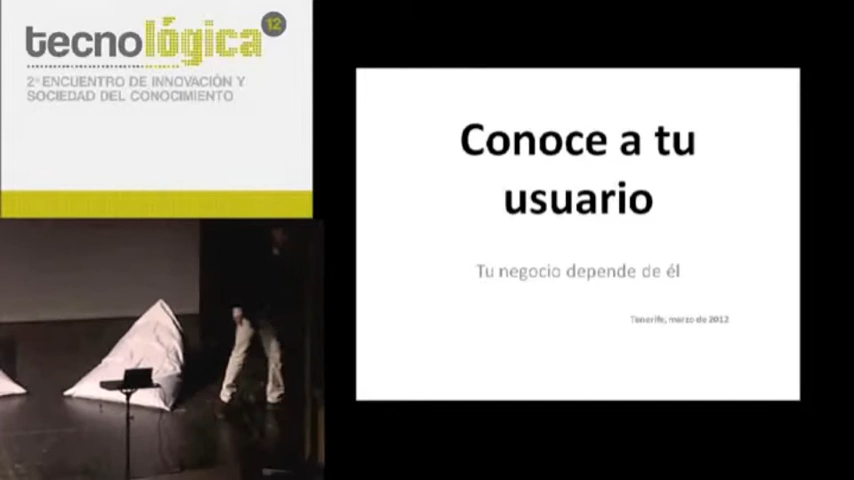 tecnológica 12
2º ENCUENTRO DE INNOVACIÓN Y
SOCIEDAD DEL CONOCIMIENTO
Conoce a tu
usuario
Tu negocio depende de él
Tenerife, marzo de 2012